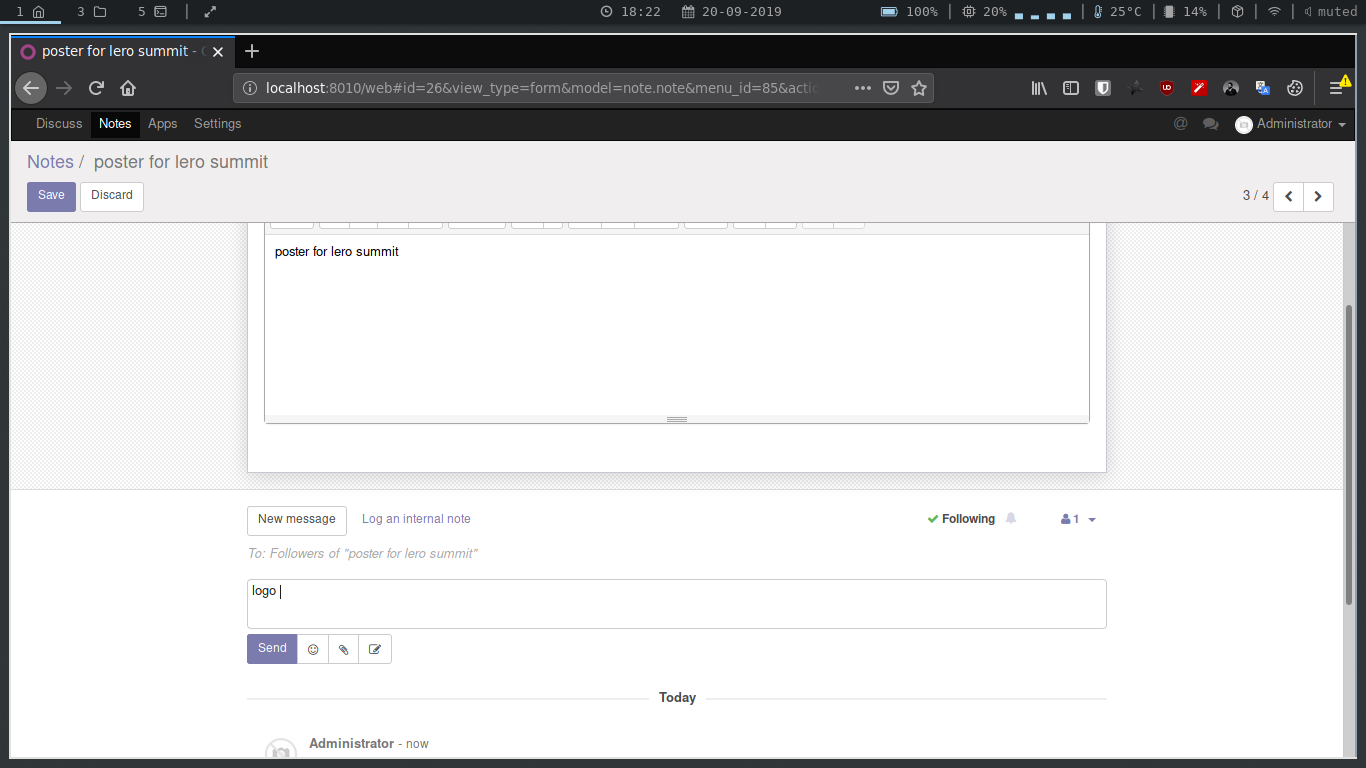 1 3 5 18:22 20-09-2019 100% 20% 25°C 14% muted
poster for lero summit -
localhost:8010/web#id=26&view_type=form&model=note.note&menu_id=85&acti
Discuss Notes Apps Settings @ Administrator
Notes / poster for lero summit
Save Discard 3 / 4
poster for lero summit
New message Log an internal note Following 1
To: Followers of "poster for lero summit"
logo
Send
Today
Administrator - now